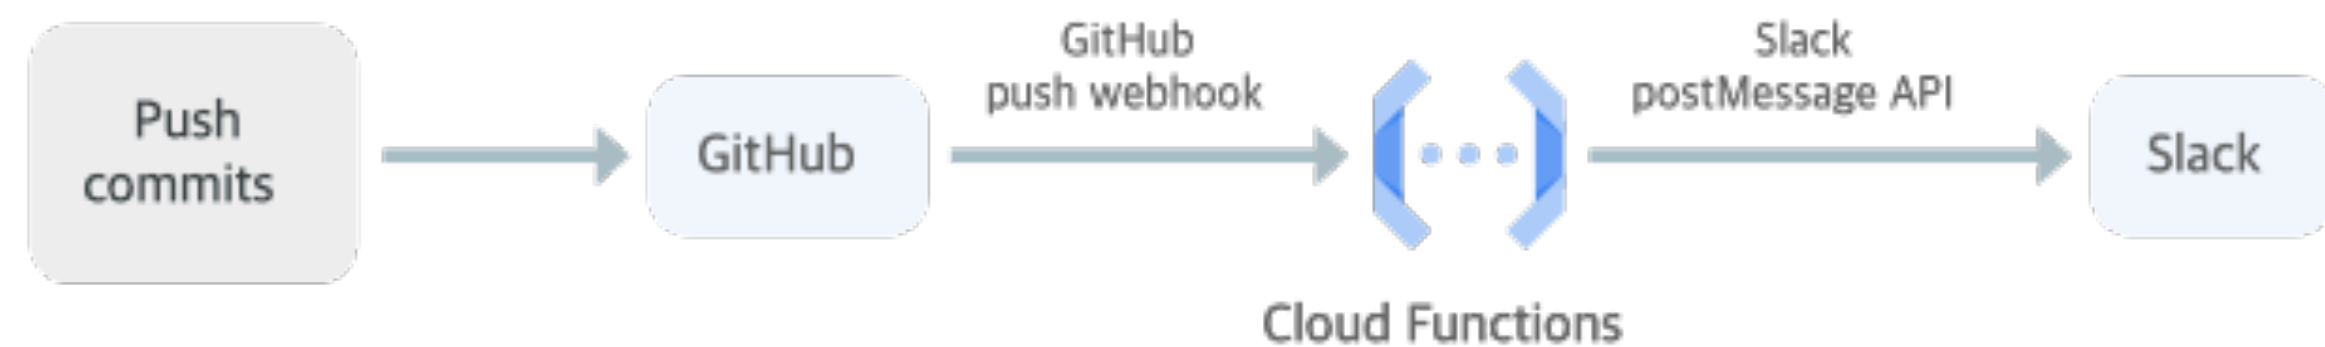 Push
commits
GitHub
GitHub
push webhook
Cloud Functions
Slack
postMessage API
Slack